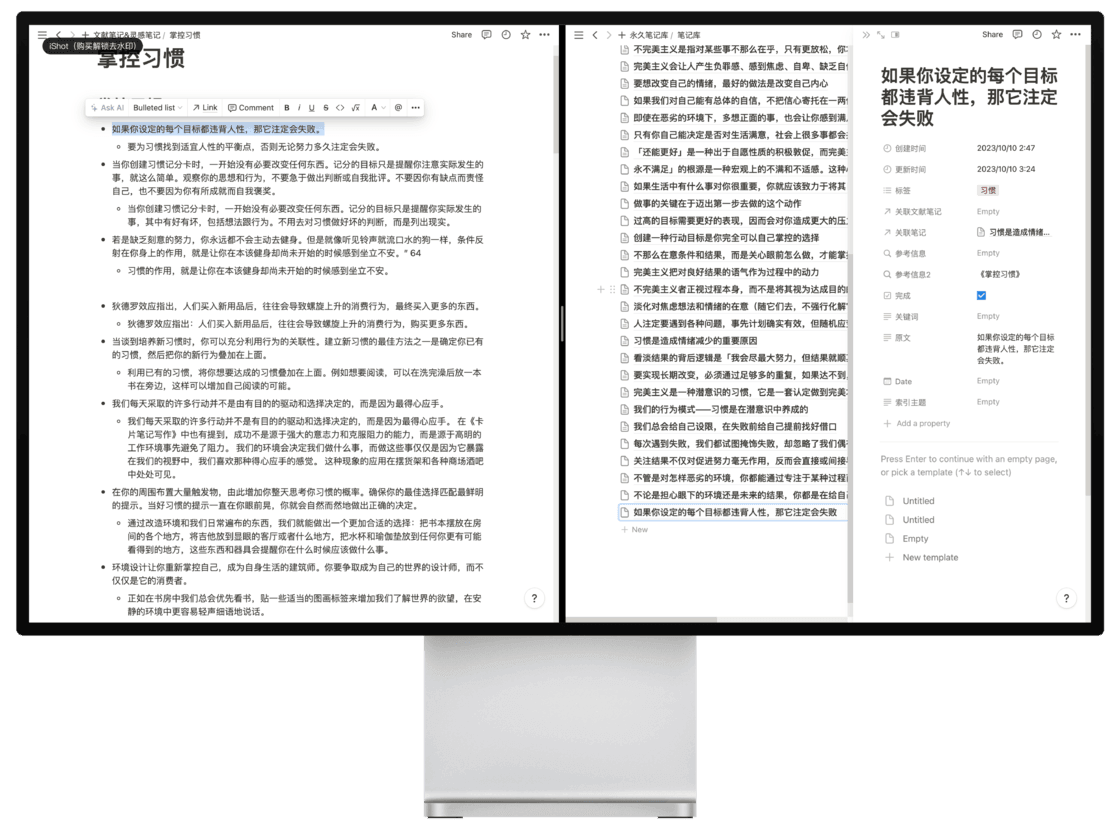 文献笔记&灵感笔记 / 掌控习惯
Share
iShot（购买解锁去水印）
掌控习惯
Ask AI Bulleted list Link Comment B i U S <> √x A @ •••
如果你设定的每个目标都违背人性，那它注定会失败。
要为习惯找到适宜人性的平衡点，否则无论努力多久注定会失败。
当你创建习惯记分卡时，一开始没有必要改变任何东西。记分的目标只是提醒你注意实际发生的
事，就这么简单。观察你的思想和行为，不要急于做出判断或自我批评。不要因你有缺点而责怪
自己，也不要因为你有所成就而自我褒奖。
当你创建习惯记分卡时，一开始没有必要改变任何东西。记分的目标只是提醒你实际发生的
事，其中有好有坏，包括想法跟行为。不用去对习惯做好坏的判断，而是列出现实。
若是缺乏刻意的努力，你永远都不会主动去健身。但是就像听见铃声就流口水的狗一样，条件反
射在你身上的作用，就是让你在本该健身却尚未开始的时候感到坐立不安。" 64
习惯的作用，就是让你在本该健身却尚未开始的时候感到坐立不安。
狄德罗效应指出，人们买入新用品后，往往会导致螺旋上升的消费行为，最终买入更多的东西。
狄德罗效应指出：人们买入新用品后，往往会导致螺旋上升的消费行为，购买更多东西。
当谈到培养新习惯时，你可以充分利用行为的关联性。建立新习惯的最佳方法之一是确定你已有
的习惯，然后把你的新行为叠加在上面。
利用已有的习惯，将你想要达成的习惯叠加在上面。例如想要阅读，可以在洗完澡后放一本
书在旁边，这样可以增加自己阅读的可能。
我们每天采取的许多行动并不是由有目的的驱动和选择决定的，而是因为最得心应手。
我们每天采取的许多行动并不是有目的的驱动和选择决定的，而是因为最得心应手。 在《卡
片笔记写作》中也有提到，成功不是源于强大的意志力和克服阻力的能力，而是源于高明的
工作环境事先避免了阻力。 我们的环境会决定我们做什么事，而做这些事仅仅是因为它暴露
在我们的视野中，我们喜欢那种得心应手的感觉。 这种现象的应用在摆货架和各种商场酒吧
中处处可见。
在你的周围布置大量触发物，由此增加你整天思考你习惯的概率。确保你的最佳选择匹配最鲜明
的提示。当好习惯的提示一直在你眼前晃，你就会自然而然地做出正确的决定。
通过改造环境和我们日常遍布的东西，我们就能做出一个更加合适的选择：把书本摆放在房
间的各个地方，将吉他放到显眼的客厅或者什么地方，把水杯和瑜伽垫放到任何你更有可能
看得到的地方，这些东西和器具会提醒你在什么时候应该做什么事。
环境设计让你重新掌控自己，成为自身生活的建筑师。你要争取成为自己的世界的设计师，而不
仅仅是它的消费者。
正如在书房中我们总会优先看书，贴一些适当的图画标签来增加我们了解世界的欲望，在安
静的环境中更容易轻声细语地说话。
?
永久笔记库 / 笔记库
不完美主义是指对某些事不那么在乎，只有更放松，你
完美主义会让人产生负罪感、感到焦虑、自卑、缺乏自
要想改变自己的情绪，最好的做法是改变自己内心
如果我们对自己能有总体的自信，不把信心寄托在一两
即使在恶劣的环境下，多想正面的事，也会让你感到满
只有你自己能决定是否对生活满意，社会上很多事都会
「还能更好」是一种出于自愿性质的积极敦促，而完美
永不满足」的根源是一种宏观上的不满和不适感。这种
如果生活中有什么事对你很重要，你就应该致力于将其
做事的关键在于迈出第一步去做的这个动作
过高的目标需要更好的表现，因而会对你造成更大的压
创建一种行动目标是你完全可以自己掌控的选择
不那么在意条件和结果，而是关心眼前怎么做，才能掌
完美主义把对良好结果的语气作为过程中的动力
不完美主义者正视过程本身，而不是将其视为达成目的
淡化对焦虑想法和情绪的在意（随它们去，不强行化解
人注定要遇到各种问题，事先计划确实有效，但随机应
习惯是造成情绪减少的重要原因
看淡结果的背后逻辑是「我会尽最大努力，但结果就顺
要实现长期改变，必须通过足够多的重复，如果达不到
完美主义是一种潜意识的习惯，它是一套认定做到完美
我们的行为模式——习惯是在潜意识中养成的
我们总会给自己设限，在失败前给自己提前找好借口
每次遇到失败，我们都试图掩饰失败，却忽略了我们偶
关注结果不仅对促进努力毫无作用，反而会直接或间接
不管是对怎样恶劣的环境，你都能通过专注于某种过程
不论是担心眼下的环境还是未来的结果，你都是在给自
如果你设定的每个目标都违背人性，那它注定会失败
New
Share
如果你设定的每个目标
都违背人性，那它注定
会失败
创建时间 2023/10/10 2:47
更新时间 2023/10/10 3:24
标签 习惯
关联文献笔记 Empty
关联笔记 习惯是造成情绪...
参考信息 Empty
参考信息2 《掌控习惯》
完成
关键词 Empty
原文 如果你设定的每个目标
都违背人性，那它注定
会失败。
Date Empty
索引主题 Empty
Add a property
Press Enter to continue with an empty page,
or pick a template (↑↓ to select)
Untitled
Untitled
Empty
New template
?